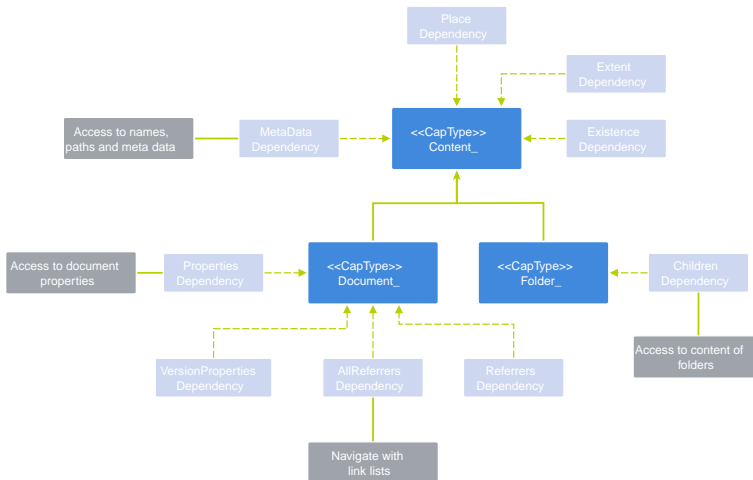 Place
Dependency
Extent
Dependency
Access to names,
paths and meta data
MetaData
Dependency
<<CapType>>
Content_
Existence
Dependency
Access to document
properties
Properties
Dependency
<<CapType>>
Document_
<<CapType>>
Folder_
Children
Dependency
VersionProperties
Dependency
AllReferrers
Dependency
Referrers
Dependency
Access to content of
folders
Navigate with
link lists